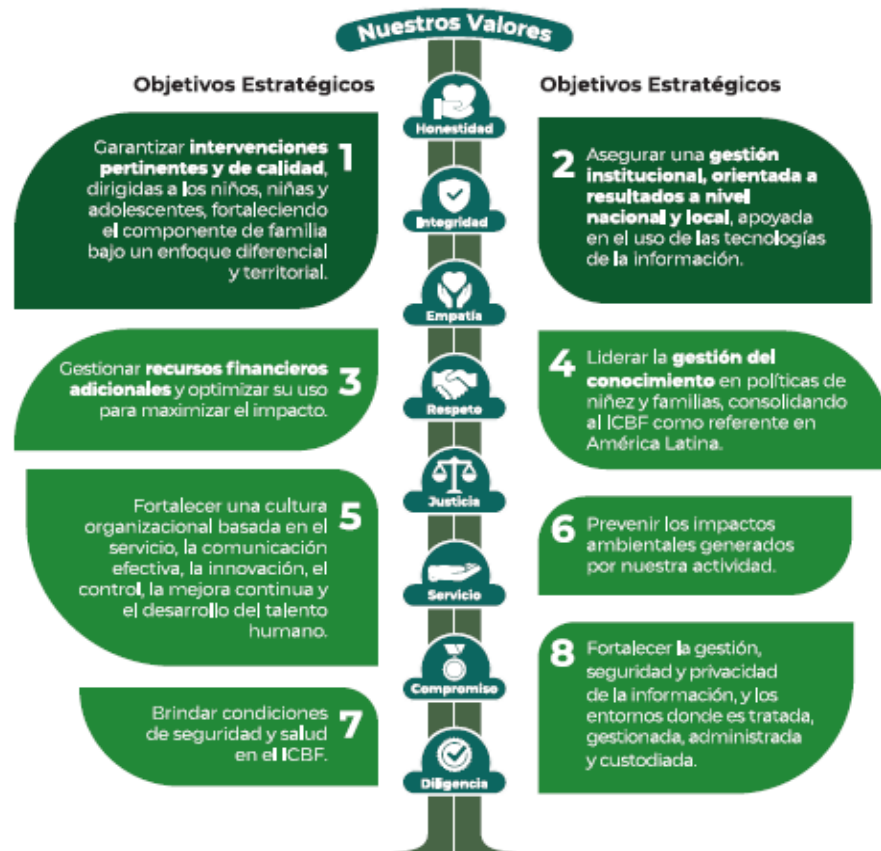 Nuestros Valores
Objetivos Estratégicos
Objetivos Estratégicos
Honestidad
Integridad
Empatía
Respeto
Justicia
Servicio
Compromiso
Diligencia
1
Garantizar intervenciones
pertinentes y de calidad,
dirigidas a los niños, niñas y
adolescentes, fortaleciendo
el componente de familia
bajo un enfoque diferencial
y territorial.
2
Asegurar una gestión
institucional, orientada a
resultados a nivel
nacional y local, apoyada
en el uso de las tecnologías
de la información.
3
Gestionar recursos financieros
adicionales y optimizar su uso
para maximizar el impacto.
4
Liderar la gestión del
conocimiento en políticas de
niñez y familias, consolidando
al ICBF como referente en
América Latina.
5
Fortalecer una cultura
organizacional basada en el
servicio, la comunicación
efectiva, la innovación, el
control, la mejora continua y
el desarrollo del talento
humano.
6
Prevenir los impactos
ambientales generados
por nuestra actividad.
7
Brindar condiciones
de seguridad y salud
en el ICBF.
8
Fortalecer la gestión,
seguridad y privacidad
de la información, y los
entornos donde es tratada,
gestionada, administrada
y custodiada.